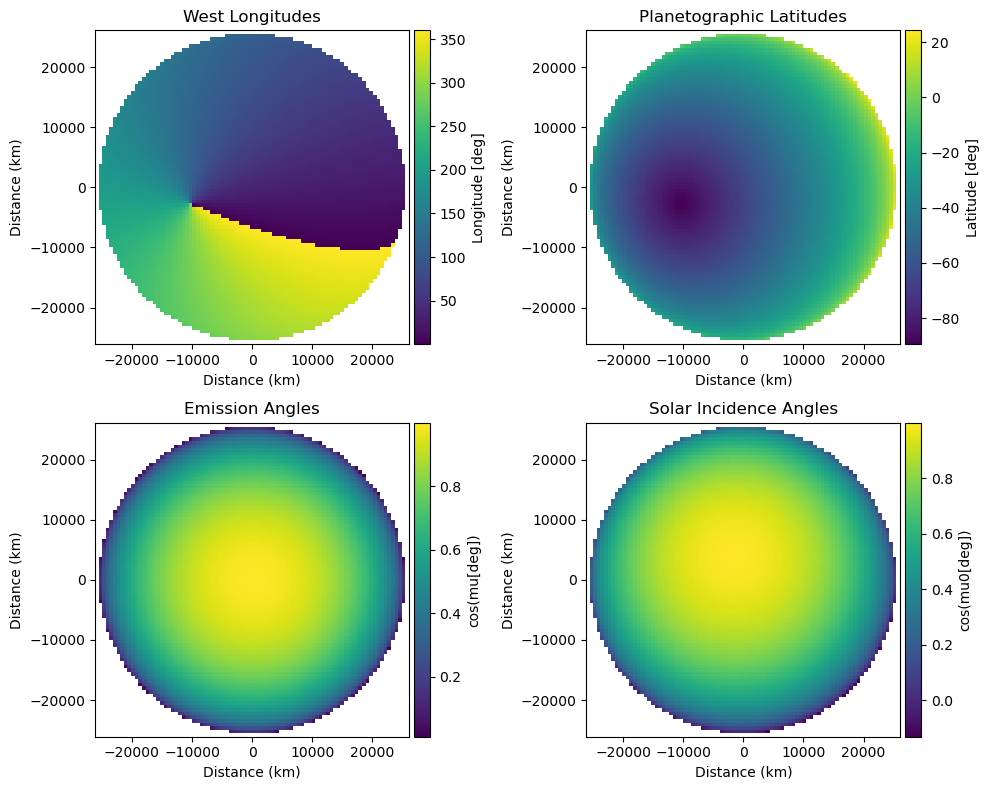 West Longitudes
Distance (km)
20000
10000
0
−10000
−20000
−20000 −10000 0 10000 20000
Distance (km)
350
300
250
200
150
100
50
Longitude [deg]
Planetographic Latitudes
Distance (km)
20000
10000
0
−10000
−20000
−20000 −10000 0 10000 20000
Distance (km)
20
0
−20
−40
−60
−80
Latitude [deg]
Emission Angles
Distance (km)
20000
10000
0
−10000
−20000
−20000 −10000 0 10000 20000
Distance (km)
0.8
0.6
0.4
0.2
cos(mu[deg])
Solar Incidence Angles
Distance (km)
20000
10000
0
−10000
−20000
−20000 −10000 0 10000 20000
Distance (km)
0.8
0.6
0.4
0.2
0.0
cos(mu0[deg])